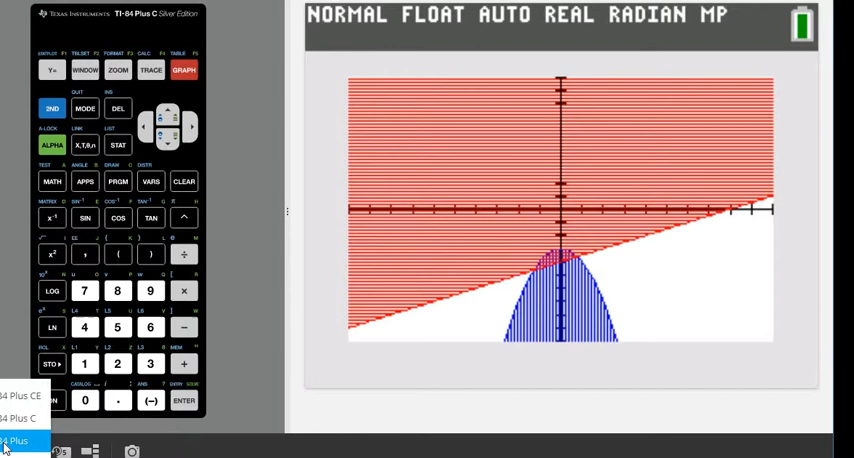 TEXAS INSTRUMENTS TI-84 Plus C Silver Edition
NORMAL FLOAT AUTO REAL RADIAN MP
STATPLOT F1 TBLSET F2 FORMAT F3 CALC F4 TABLE F5
Y= WINDOW ZOOM TRACE GRAPH
QUIT INS
2ND MODE DEL
A-LOCK LINK LIST
ALPHA X,T,θ,n STAT
TEST A ANGLE B DRAW C DISTR
MATH APPS PRGM VARS CLEAR
MATRIX D SIN⁻¹ E COS⁻¹ F TAN⁻¹ G π H
x⁻¹ SIN COS TAN ^
√ I EE J { K } L e M
x² , ( ) ÷
10ˣ N u O v P w Q [ R
LOG 7 8 9 ×
eˣ S L4 T L5 U L6 V ] W
LN 4 5 6 −
RCL X L1 Y L2 Z L3 θ MEM "
STO▸ 1 2 3 +
CATALOG ⎵ i : ANS ? ENTRY SOLVE
ON 0 . (−) ENTER
84 Plus CE
84 Plus C
84 Plus